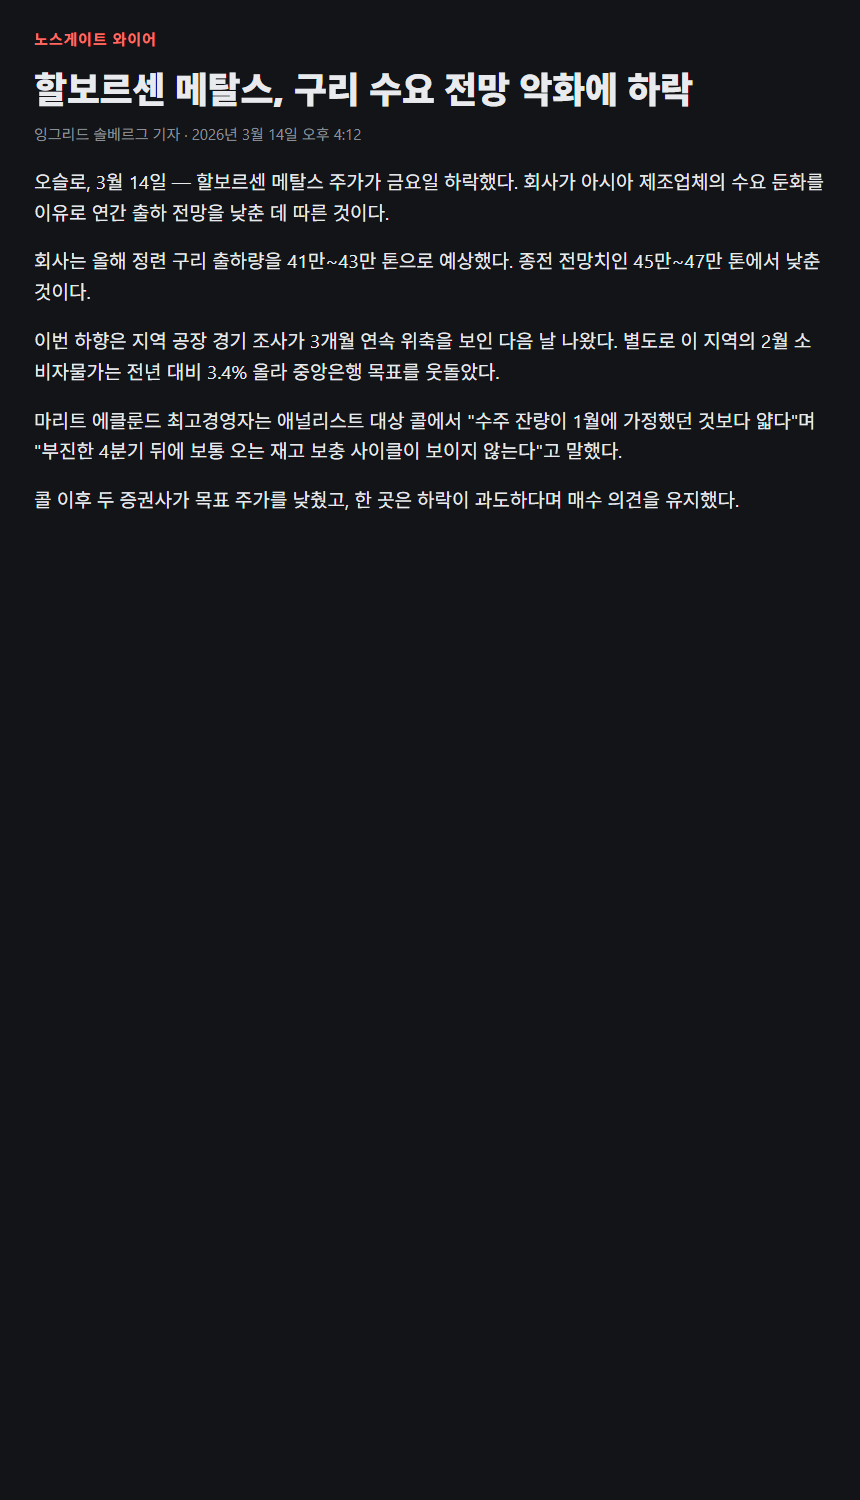 노스게이트 와이어
할보르센 메탈스, 구리 수요 전망 악화에 하락
잉그리드 솔베르그 기자 · 2026년 3월 14일 오후 4:12
오슬로, 3월 14일 — 할보르센 메탈스 주가가 금요일 하락했다. 회사가 아시아 제조업체의 수요 둔화를
이유로 연간 출하 전망을 낮춘 데 따른 것이다.
회사는 올해 정련 구리 출하량을 41만~43만 톤으로 예상했다. 종전 전망치인 45만~47만 톤에서 낮춘
것이다.
이번 하향은 지역 공장 경기 조사가 3개월 연속 위축을 보인 다음 날 나왔다. 별도로 이 지역의 2월 소
비자물가는 전년 대비 3.4% 올라 중앙은행 목표를 웃돌았다.
마리트 에클룬드 최고경영자는 애널리스트 대상 콜에서 "수주 잔량이 1월에 가정했던 것보다 얇다"며
"부진한 4분기 뒤에 보통 오는 재고 보충 사이클이 보이지 않는다"고 말했다.
콜 이후 두 증권사가 목표 주가를 낮췄고, 한 곳은 하락이 과도하다며 매수 의견을 유지했다.